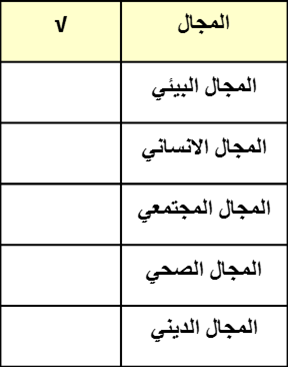 المجال √
المجال البيئي
المجال الانساني
المجال المجتمعي
المجال الصحي
المجال الديني